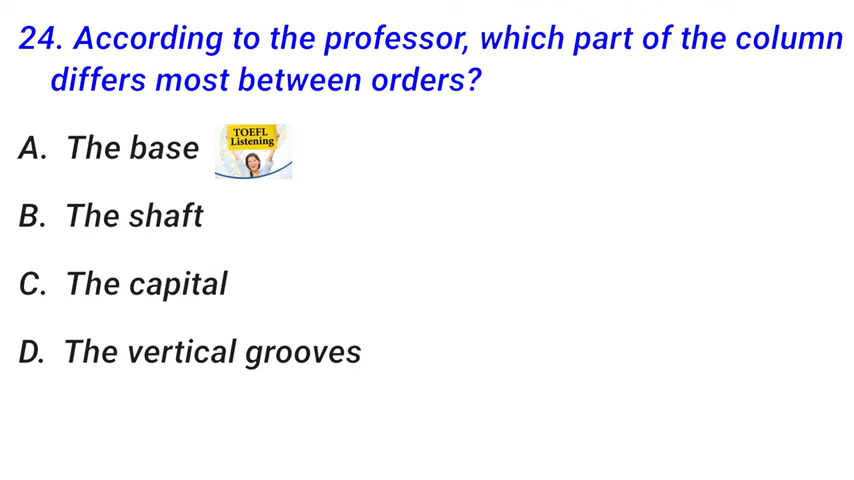 24. According to the professor, which part of the column
differs most between orders?
A. The base
TOEFL
Listening
B. The shaft
C. The capital
D. The vertical grooves